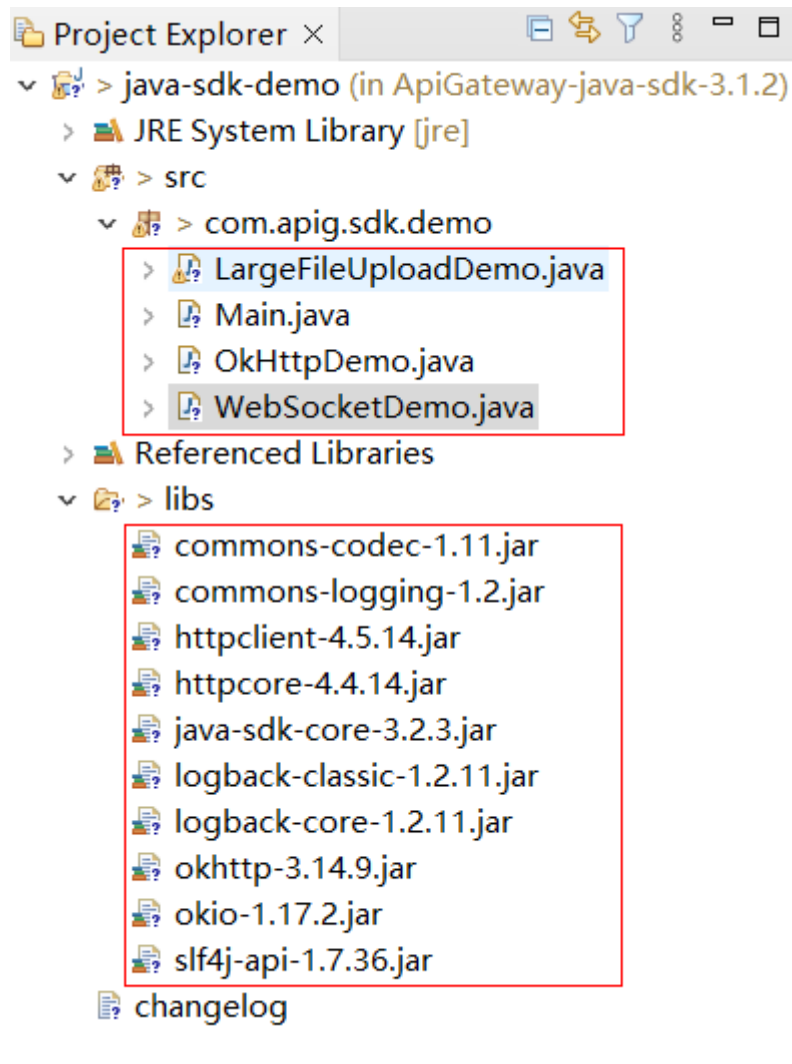 Project Explorer
> java-sdk-demo (in ApiGateway-java-sdk-3.1.2)
JRE System Library [jre]
> src
> com.apig.sdk.demo
LargeFileUploadDemo.java
Main.java
OkHttpDemo.java
WebSocketDemo.java
Referenced Libraries
> libs
commons-codec-1.11.jar
commons-logging-1.2.jar
httpclient-4.5.14.jar
httpcore-4.4.14.jar
java-sdk-core-3.2.3.jar
logback-classic-1.2.11.jar
logback-core-1.2.11.jar
okhttp-3.14.9.jar
okio-1.17.2.jar
slf4j-api-1.7.36.jar
changelog